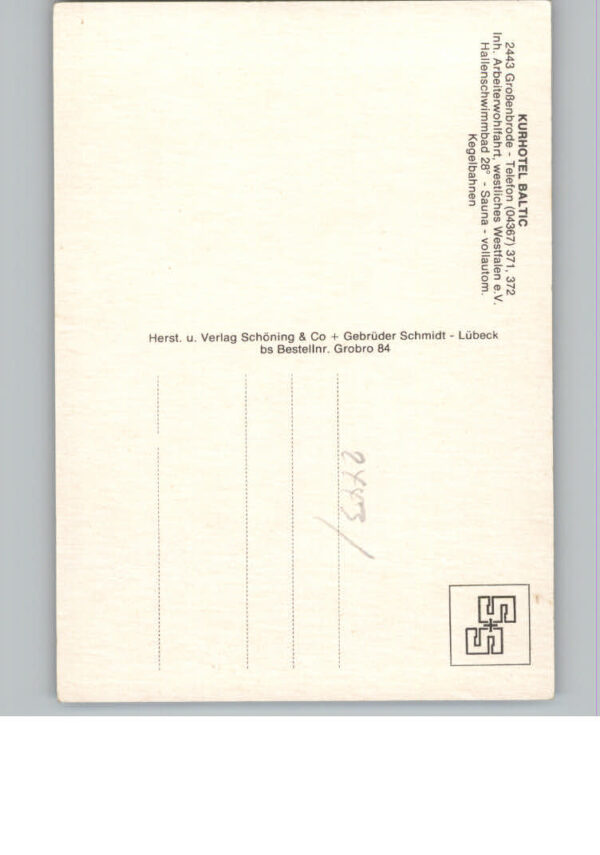 KURHOTEL BALTIC
2443 Großenbrode - Telefon (04367) 371, 372
Inh. Arbeiterwohlfahrt, westliches Westfalen e.V.
Hallenschwimmbad 28° - Sauna - vollautom.
Kegelbahnen
Herst. u. Verlag Schöning & Co + Gebrüder Schmidt - Lübeck
bs Bestellnr. Grobro 84
2443/
S+S